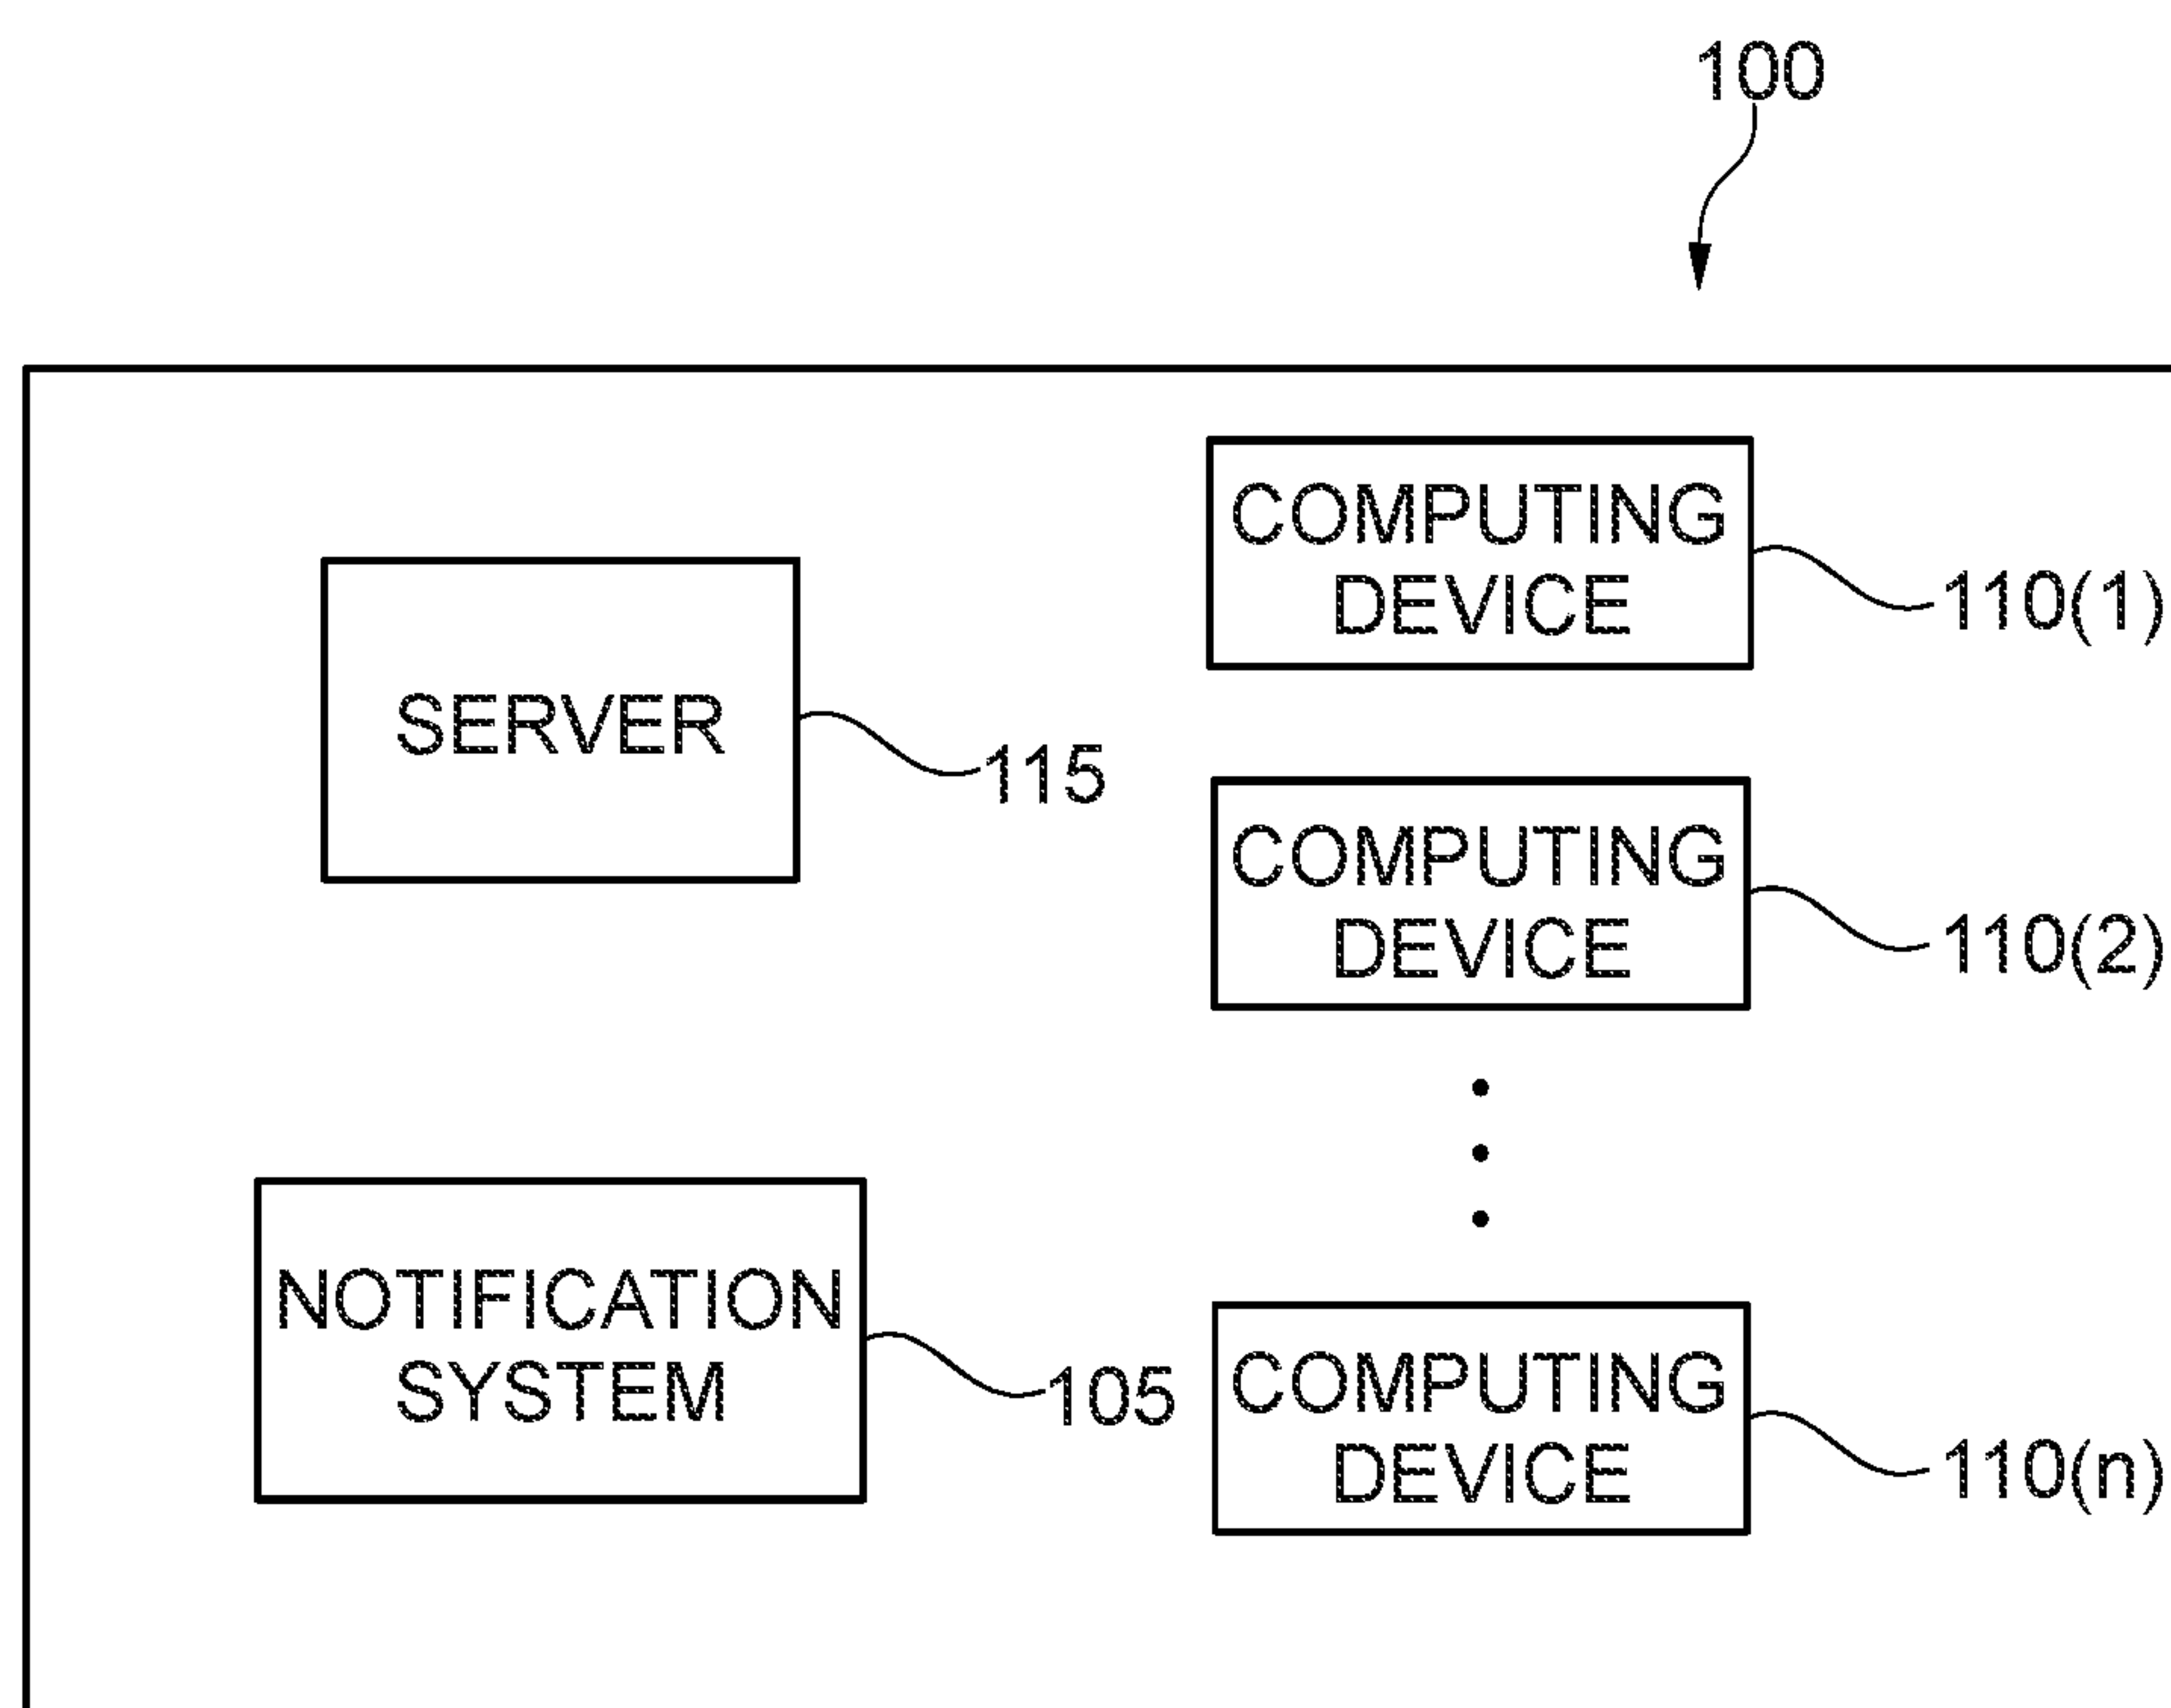 100
COMPUTING
DEVICE
110(1)
SERVER
115
COMPUTING
DEVICE
110(2)
NOTIFICATION
SYSTEM
105
COMPUTING
DEVICE
110(n)